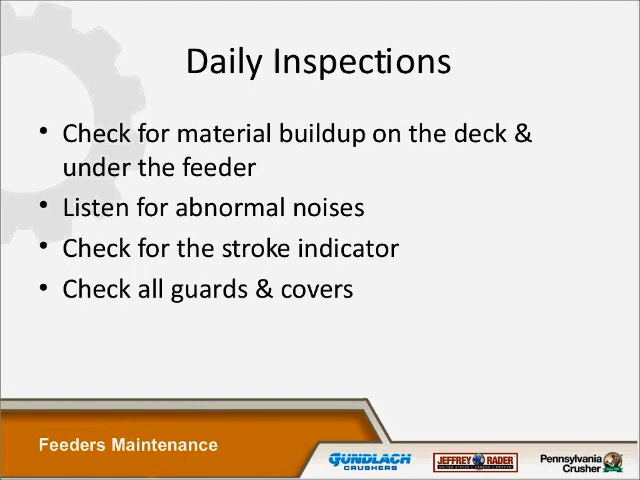 Daily Inspections
• Check for material buildup on the deck &
under the feeder
• Listen for abnormal noises
• Check for the stroke indicator
• Check all guards & covers
Feeders Maintenance
GUNDLACH
CRUSHERS
JEFFREY RADER
Pennsylvania
Crusher